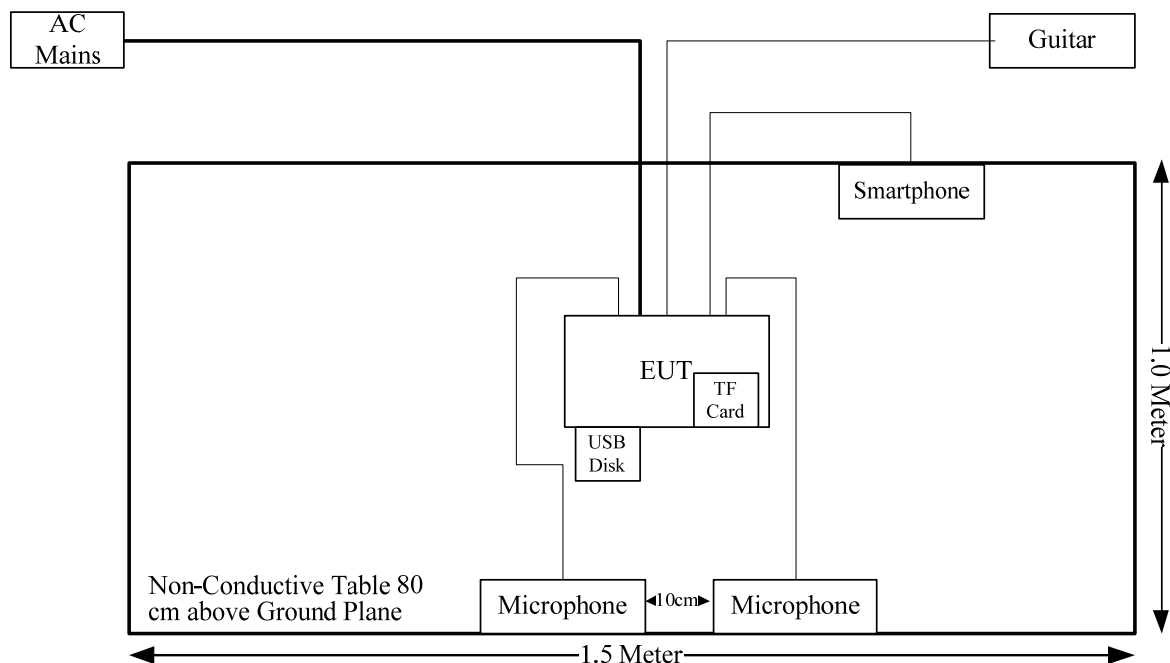 AC
Mains
Guitar
Smartphone
EUT
TF
Card
USB
Disk
1.0 Meter
Non-Conductive Table 80
cm above Ground Plane
Microphone
10cm
Microphone
1.5 Meter